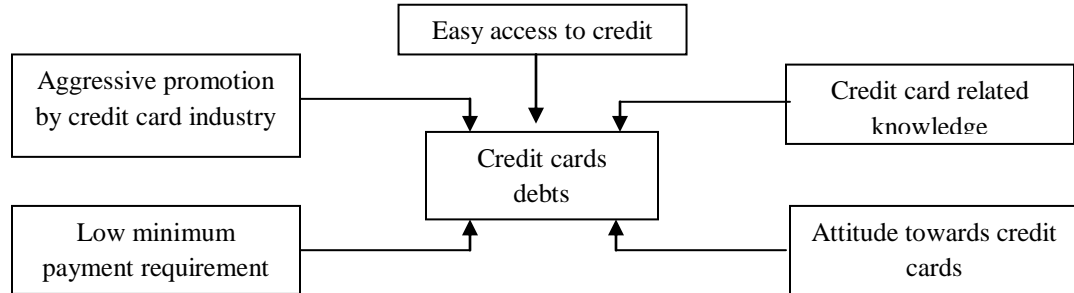 Easy access to credit
Aggressive promotion
by credit card industry
Credit card related
knowledge
Credit cards
debts
Low minimum
payment requirement
Attitude towards credit
cards